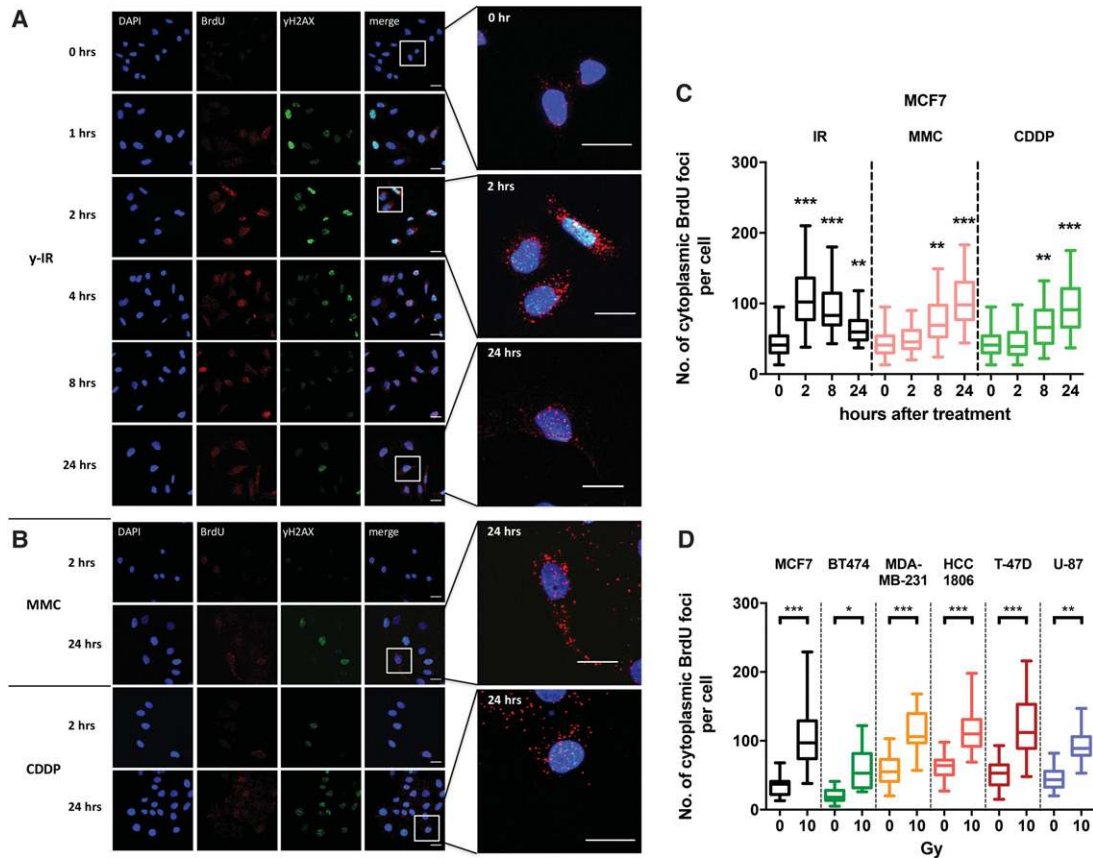 A
DAPI BrdU yH2AX merge
0 hrs
1 hrs
2 hrs
y-IR
4 hrs
8 hrs
24 hrs
0 hr
2 hrs
24 hrs
B
DAPI BrdU yH2AX merge
2 hrs
MMC
24 hrs
2 hrs
CDDP
24 hrs
24 hrs
24 hrs
C
MCF7
IR MMC CDDP
No. of cytoplasmic BrdU foci
per cell
300
200
100
0
*** *** ** ** *** ** ***
0 2 8 24 0 2 8 24 0 2 8 24
hours after treatment
D
MCF7 BT474 MDA-MB-231 HCC 1806 T-47D U-87
*** * *** *** *** **
No. of cytoplasmic BrdU foci
per cell
300
200
100
0
0 10 0 10 0 10 0 10 0 10 0 10
Gy